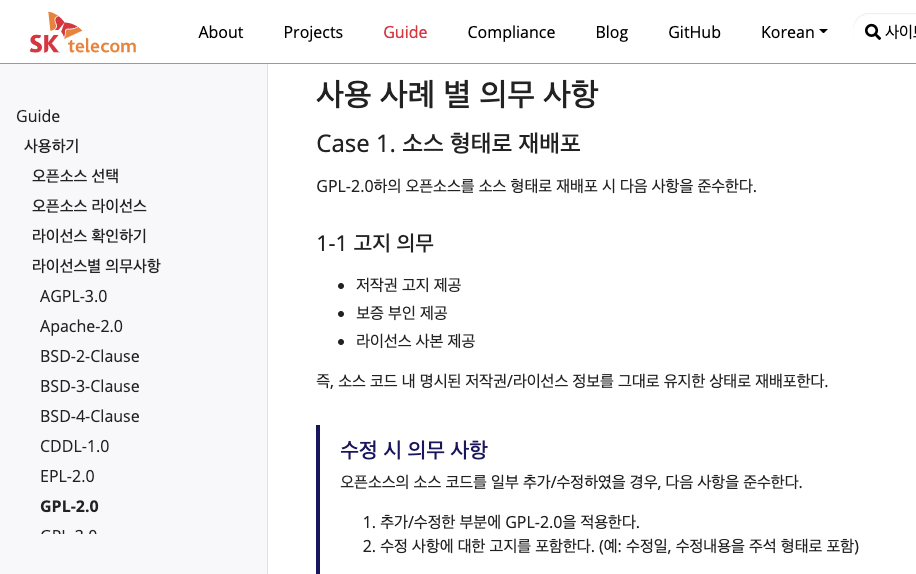 SK telecom
About Projects Guide Compliance Blog GitHub Korean 사이
Guide
사용하기
오픈소스 선택
오픈소스 라이선스
라이선스 확인하기
라이선스별 의무사항
AGPL-3.0
Apache-2.0
BSD-2-Clause
BSD-3-Clause
BSD-4-Clause
CDDL-1.0
EPL-2.0
GPL-2.0
사용 사례 별 의무 사항
Case 1. 소스 형태로 재배포
GPL-2.0하의 오픈소스를 소스 형태로 재배포 시 다음 사항을 준수한다.
1-1 고지 의무
저작권 고지 제공
보증 부인 제공
라이선스 사본 제공
즉, 소스 코드 내 명시된 저작권/라이선스 정보를 그대로 유지한 상태로 재배포한다.
수정 시 의무 사항
오픈소스의 소스 코드를 일부 추가/수정하였을 경우, 다음 사항을 준수한다.
1. 추가/수정한 부분에 GPL-2.0을 적용한다.
2. 수정 사항에 대한 고지를 포함한다. (예: 수정일, 수정내용을 주석 형태로 포함)